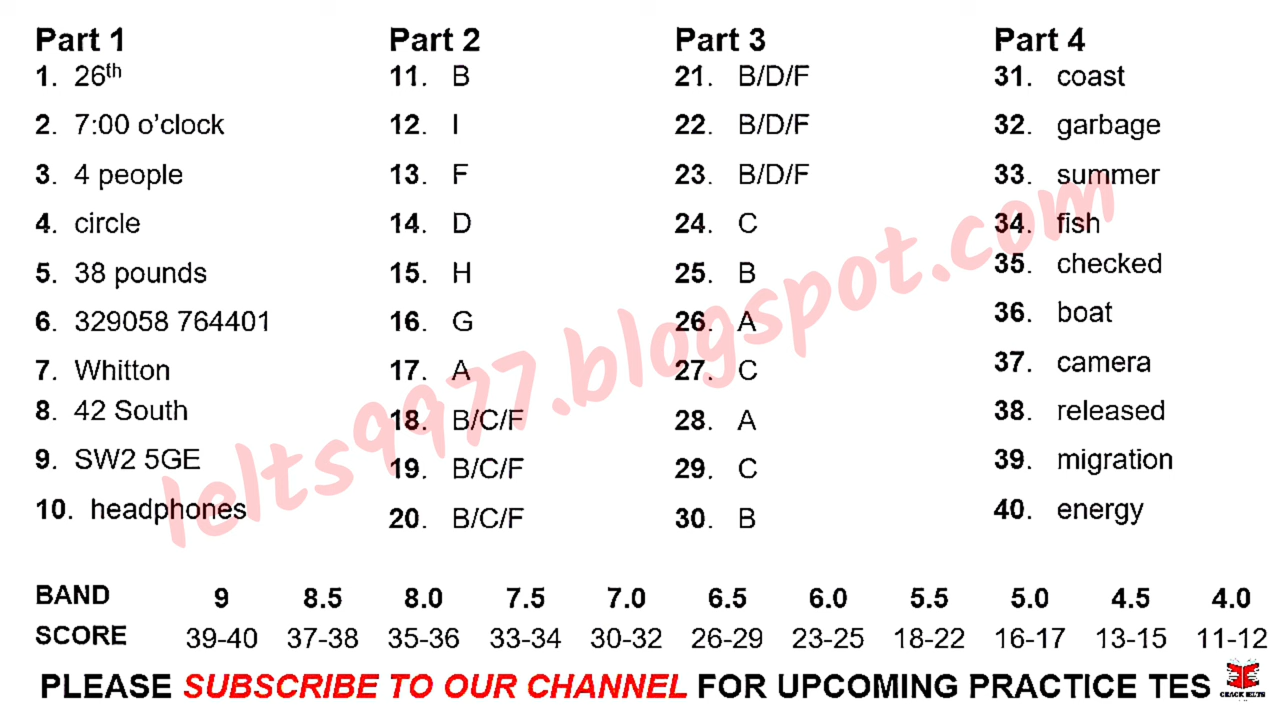 Part 1
1. 26th
2. 7:00 o’clock
3. 4 people
4. circle
5. 38 pounds
6. 329058 764401
7. Whitton
8. 42 South
9. SW2 5GE
10. headphones
Part 2
11. B
12. I
13. F
14. D
15. H
16. G
17. A
18. B/C/F
19. B/C/F
20. B/C/F
Part 3
21. B/D/F
22. B/D/F
23. B/D/F
24. C
25. B
26. A
27. C
28. A
29. C
30. B
Part 4
31. coast
32. garbage
33. summer
34. fish
35. checked
36. boat
37. camera
38. released
39. migration
40. energy
Ielts9977.blogspot.com
BAND 9 8.5 8.0 7.5 7.0 6.5 6.0 5.5 5.0 4.5 4.0
SCORE 39-40 37-38 35-36 33-34 30-32 26-29 23-25 18-22 16-17 13-15 11-12
PLEASE SUBSCRIBE TO OUR CHANNEL FOR UPCOMING PRACTICE TES
CRACK IELTS